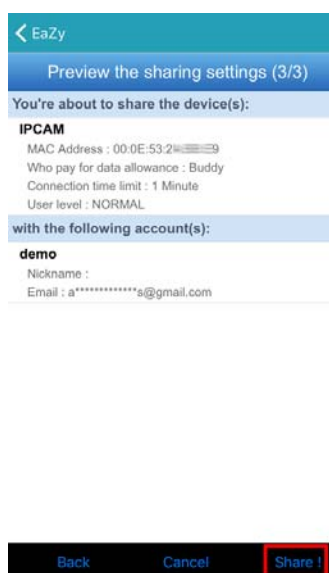 EaZy
Preview the sharing settings (3/3)
You're about to share the device(s):
IPCAM
MAC Address : 00:0E:53:2
Who pay for data allowance : Buddy
Connection time limit : 1 Minute
User level : NORMAL
with the following account(s):
demo
Nickname :
Email : a*************s@gmail.com
Back Cancel Share !